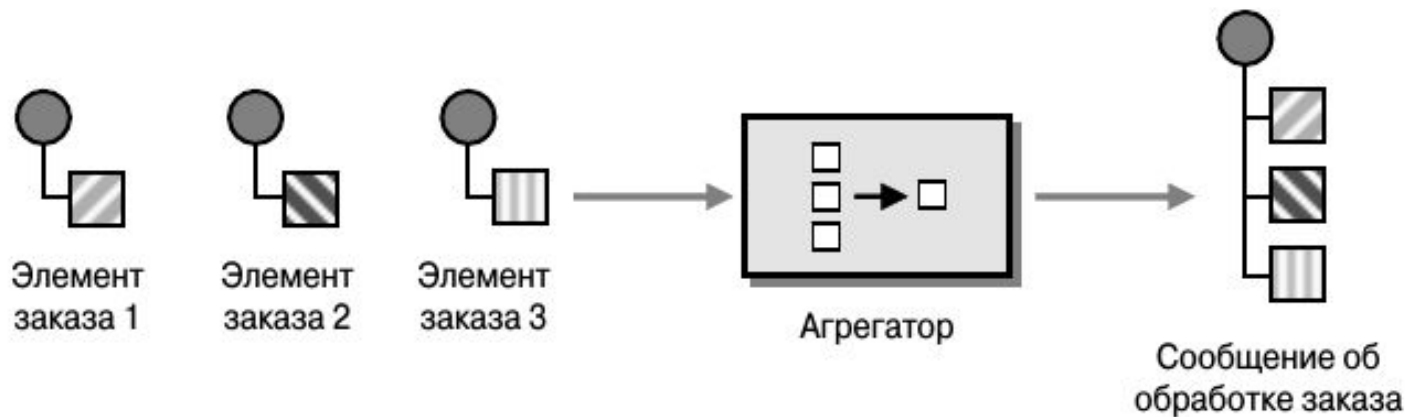 Элемент
заказа 1
Элемент
заказа 2
Элемент
заказа 3
Агрегатор
Сообщение об
обработке заказа